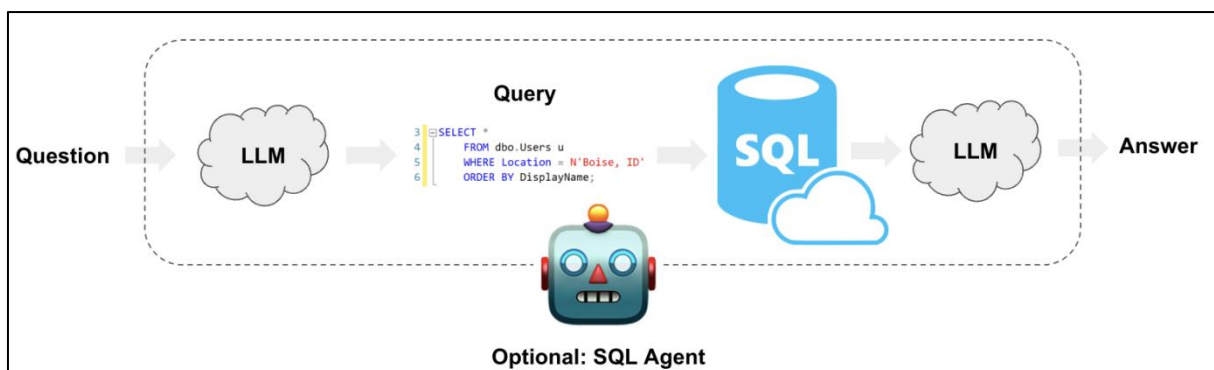 Query
Question
LLM
3 SELECT *
4 FROM dbo.Users u
5 WHERE Location = N'Boise, ID'
6 ORDER BY DisplayName;
SQL
LLM
Answer
Optional: SQL Agent